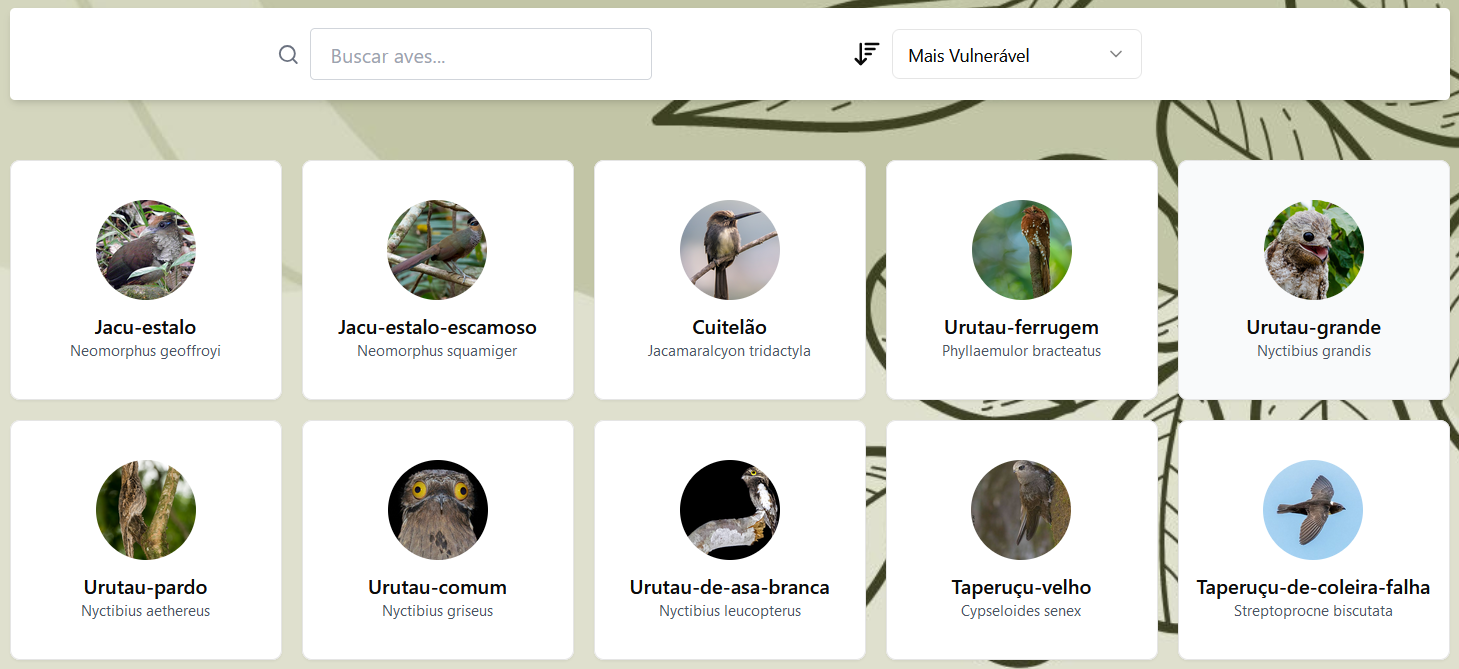 Buscar aves...
Mais Vulnerável
Jacu-estalo
Neomorphus geoffroyi
Jacu-estalo-escamoso
Neomorphus squamiger
Cuitelão
Jacamaralcyon tridactyla
Urutau-ferrugem
Phyllaemulor bracteatus
Urutau-grande
Nyctibius grandis
Urutau-pardo
Nyctibius aethereus
Urutau-comum
Nyctibius griseus
Urutau-de-asa-branca
Nyctibius leucopterus
Taperuçu-velho
Cypseloides senex
Taperuçu-de-coleira-falha
Streptoprocne biscutata